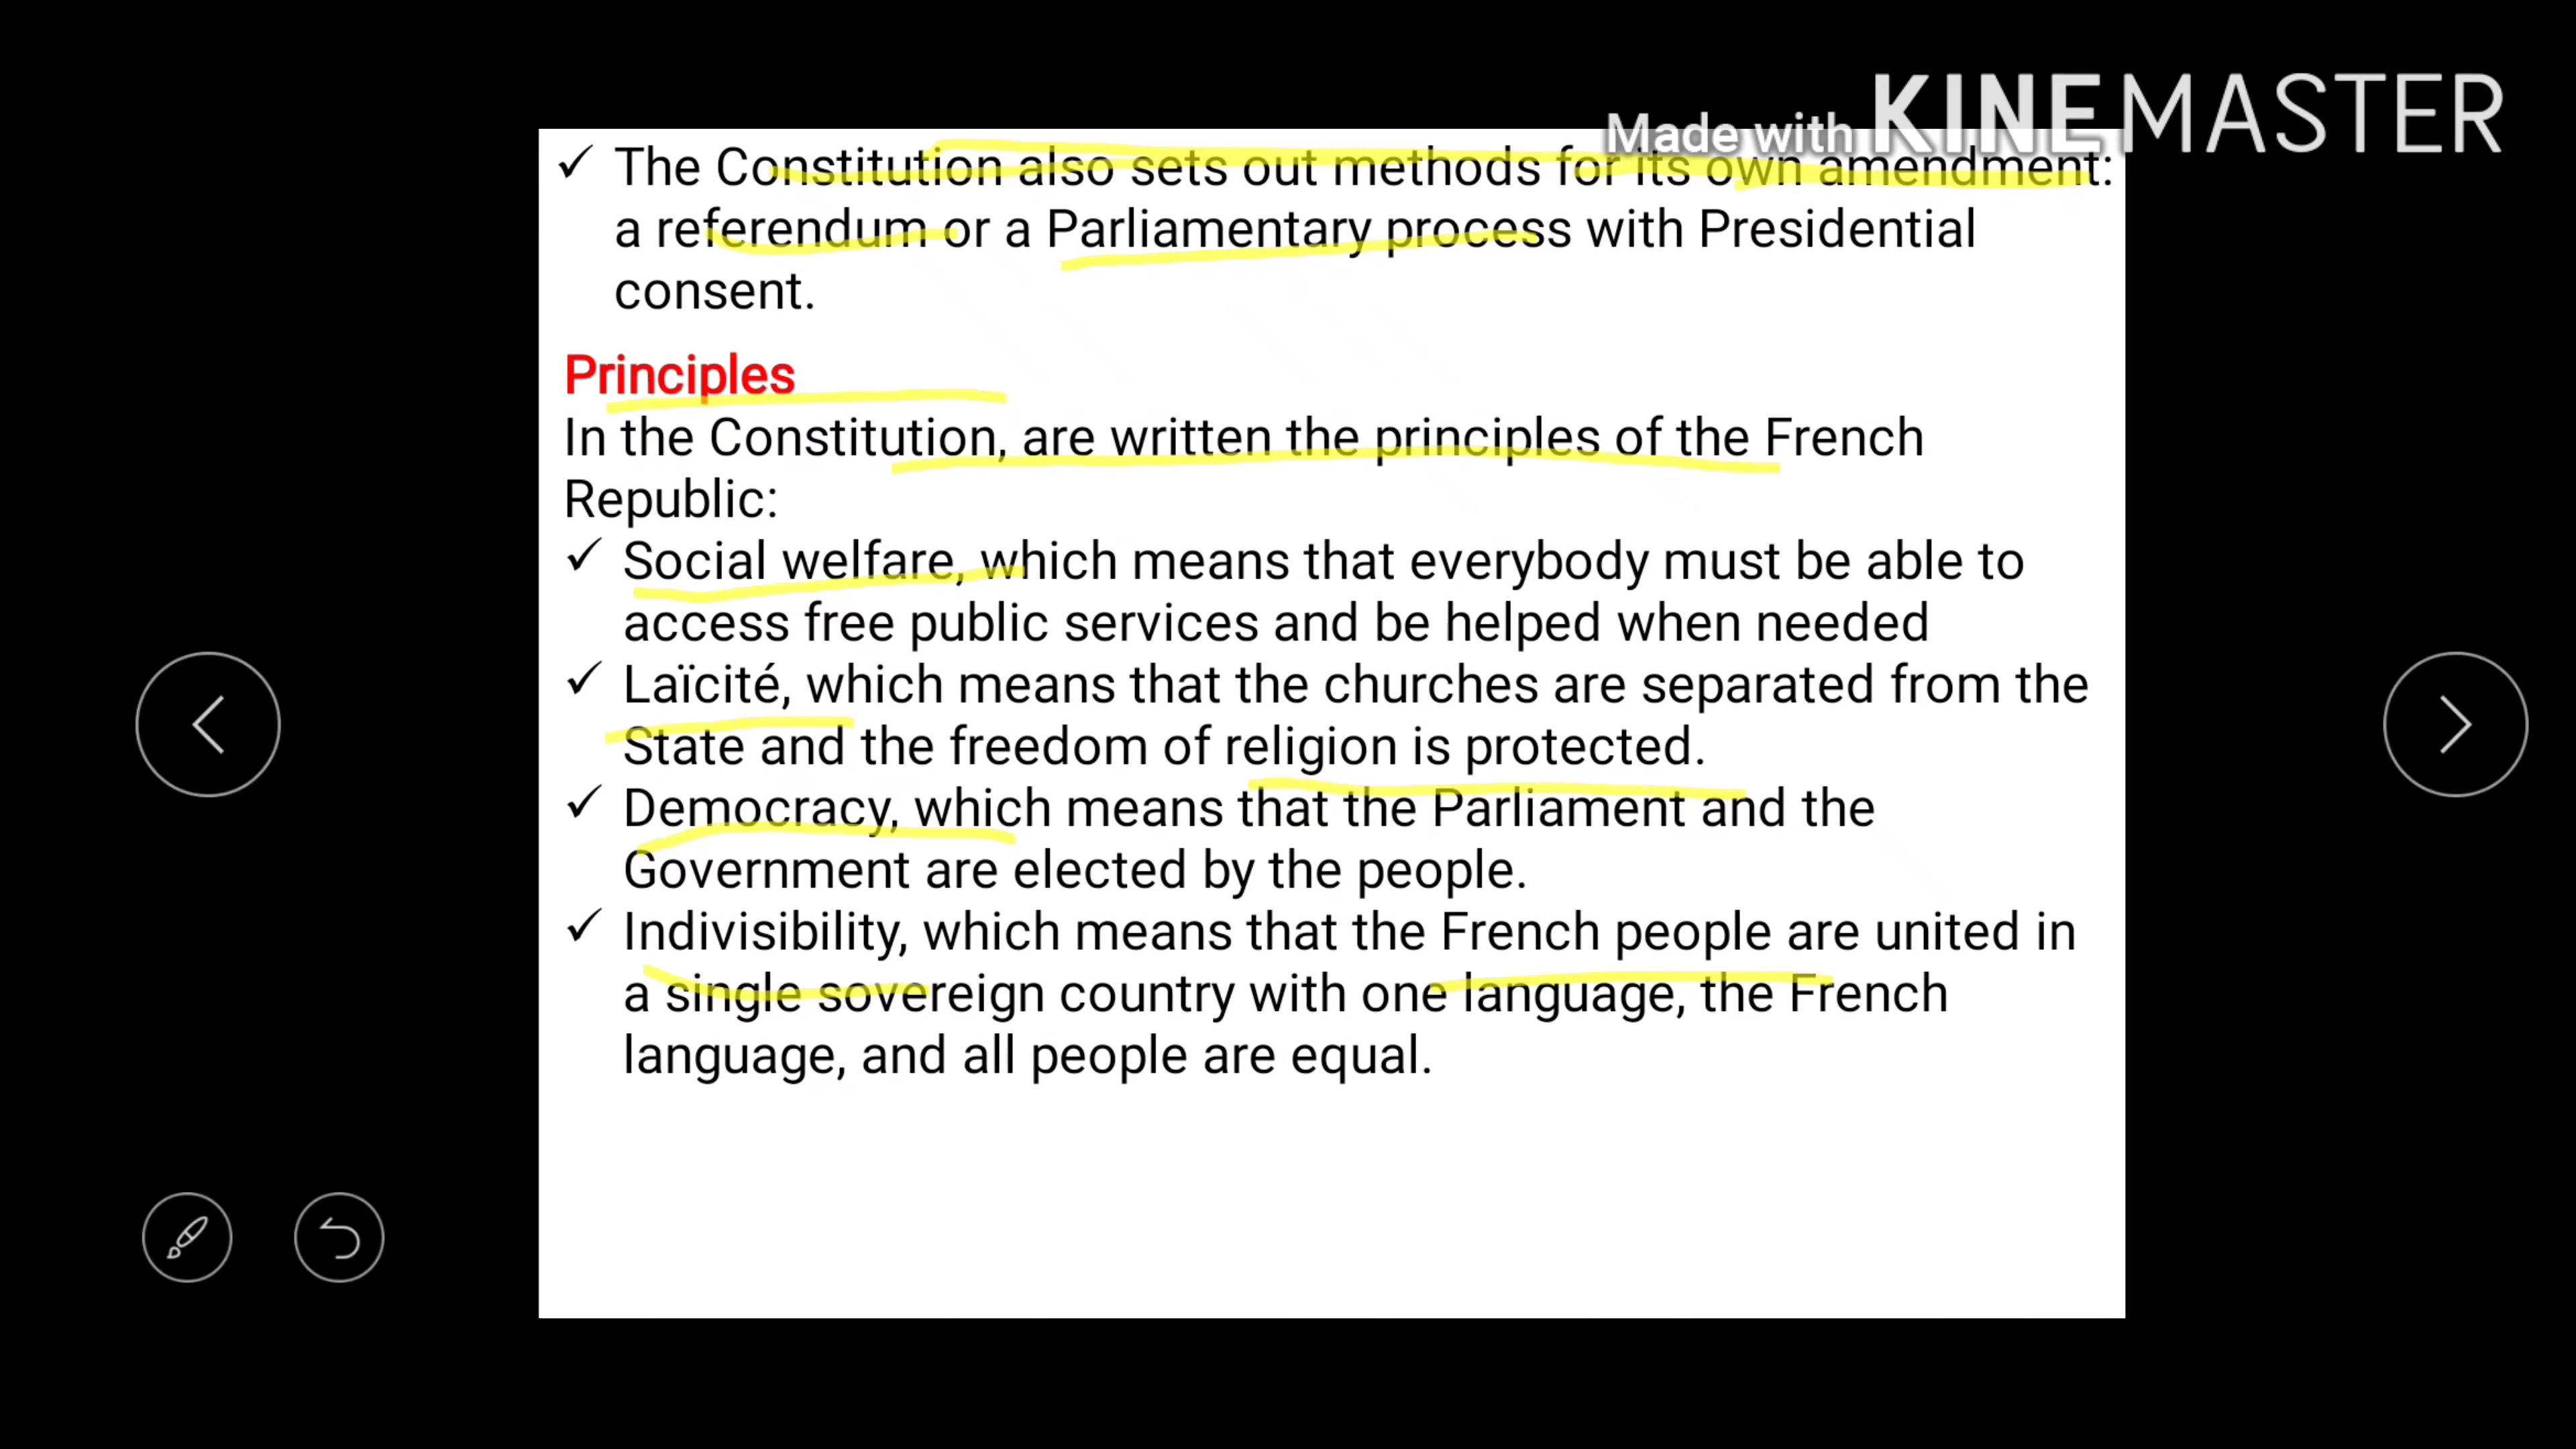 Made with KINEMASTER
✓ The Constitution also sets out methods for its own amendment:
a referendum or a Parliamentary process with Presidential
consent.
Principles
In the Constitution, are written the principles of the French
Republic:
✓ Social welfare, which means that everybody must be able to
access free public services and be helped when needed
✓ Laïcité, which means that the churches are separated from the
State and the freedom of religion is protected.
✓ Democracy, which means that the Parliament and the
Government are elected by the people.
✓ Indivisibility, which means that the French people are united in
a single sovereign country with one language, the French
language, and all people are equal.